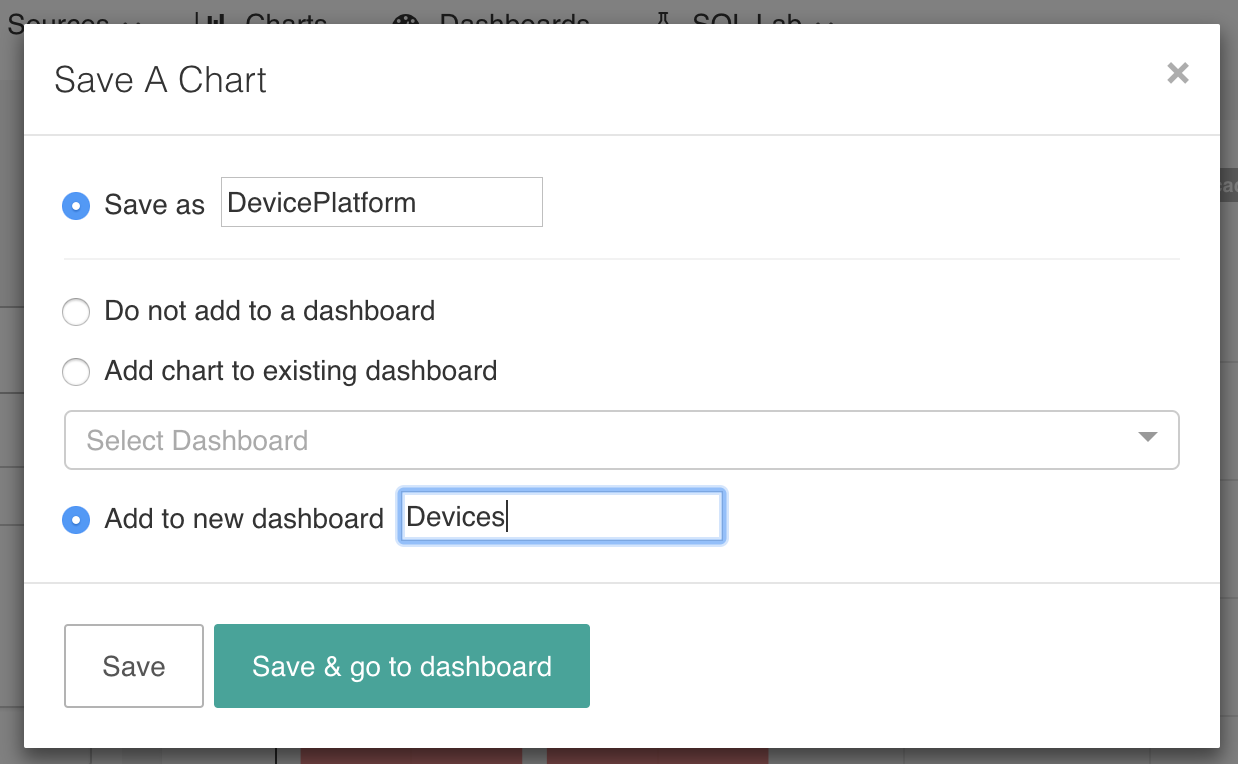 Sources Charts Dashboards SQL Lab
Save A Chart
×
Save as DevicePlatform
Do not add to a dashboard
Add chart to existing dashboard
Select Dashboard
Add to new dashboard Devices
Save Save & go to dashboard